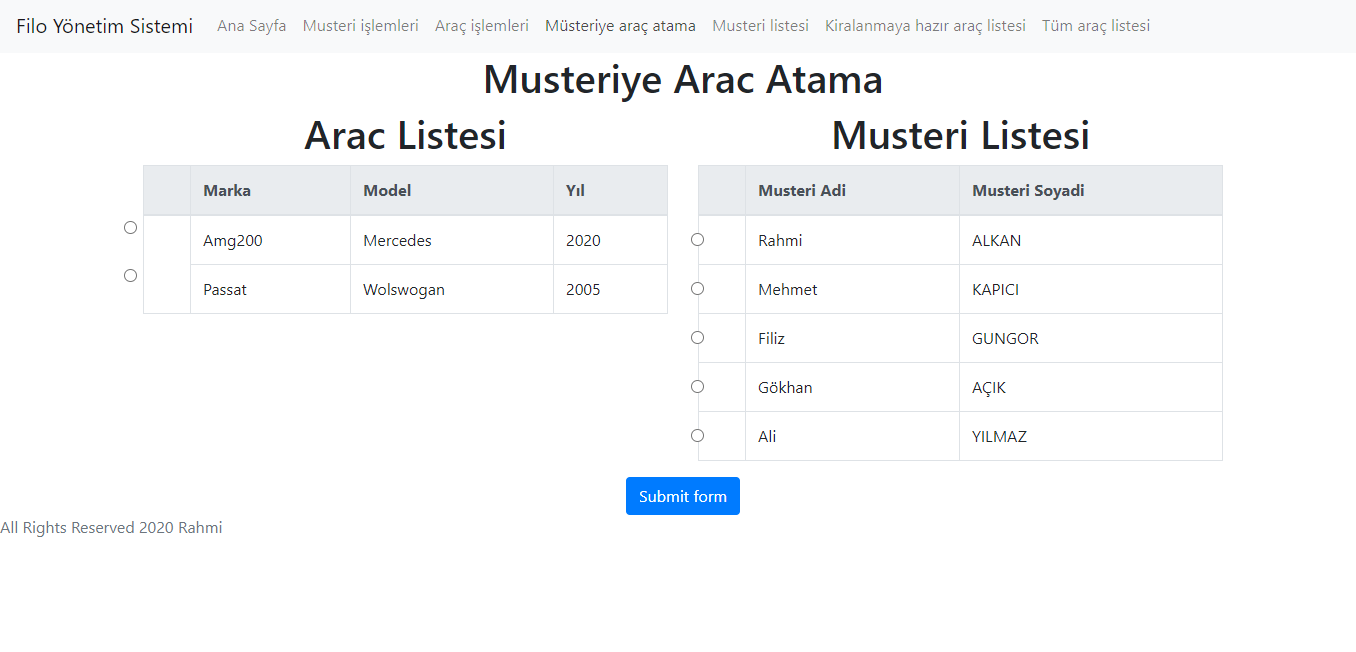 Filo Yönetim Sistemi Ana Sayfa Musteri işlemleri Araç işlemleri Müsteriye araç atama Musteri listesi Kiralanmaya hazır araç listesi Tüm araç listesi
Musteriye Arac Atama
Arac Listesi
Marka Model Yıl
Amg200 Mercedes 2020
Passat Wolswogan 2005
Musteri Listesi
Musteri Adi Musteri Soyadi
Rahmi ALKAN
Mehmet KAPICI
Filiz GUNGOR
Gökhan AÇIK
Ali YILMAZ
Submit form
All Rights Reserved 2020 Rahmi